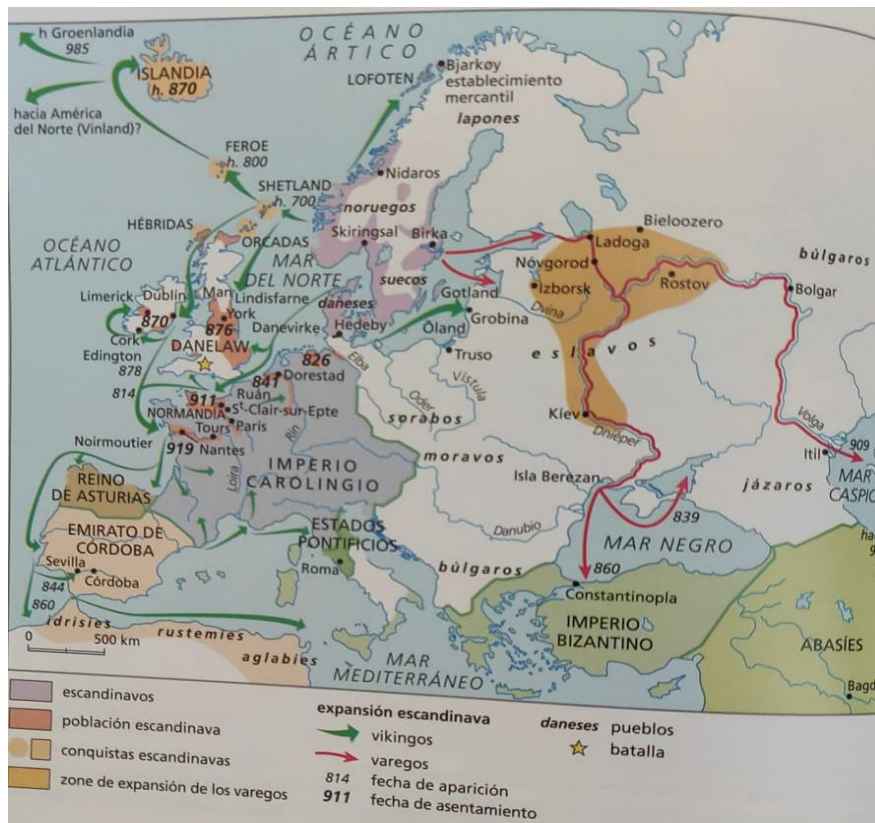 h Groenlandia
985
ISLANDIA
h. 870
hacia América
del Norte (Vinland)?
OCÉANO
ÁRTICO
LOFOTEN
Bjarkøy
establecimiento
mercantil
lapones
FEROE
h. 800
SHETLAND
h. 700
Nidaros
noruegos
HÉBRIDAS
ORCADAS
Skiringsal
Birka
Bieloozero
Ladoga
OCÉANO
ATLÁNTICO
MAR
DEL NORTE
suecos
Nóvgorod
búlgaros
Limerick
Dublín
Man
Lindisfarne
daneses
Gotland
Izborsk
Rostov
Bolgar
870
York
876
Danevirke
Hedeby
Öland
Grobina
Dvina
Cork
DANELAW
Edington
878
826
Elba
Truso
eslavos
814
841
Dorestad
Vístula
911
Ruán
Oder
NORMANDÍA
St-Clair-sur-Epte
sorabos
Kíev
Volga
Tours
París
Rin
Dniéper
Noirmoutier
919
Nantes
moravos
Itil
909
Loira
IMPERIO
CAROLINGIO
Isla Berezan
MAR
CASPIO
REINO
DE ASTURIAS
jázaros
839
EMIRATO DE
CÓRDOBA
ESTADOS
PONTIFICIOS
Danubio
MAR NEGRO
ha
9
Sevilla
Roma
búlgaros
860
Córdoba
Constantinopla
844
860
IMPERIO
BIZANTINO
idrisíes
ABASÍES
0 500 km
rustemíes
aglabíes
MAR
MEDITERRÁNEO
Bagd
escandinavos
población escandinava
conquistas escandinavas
zone de expansión de los varegos
expansión escandinava
vikingos
varegos
814 fecha de aparición
911 fecha de asentamiento
daneses pueblos
batalla